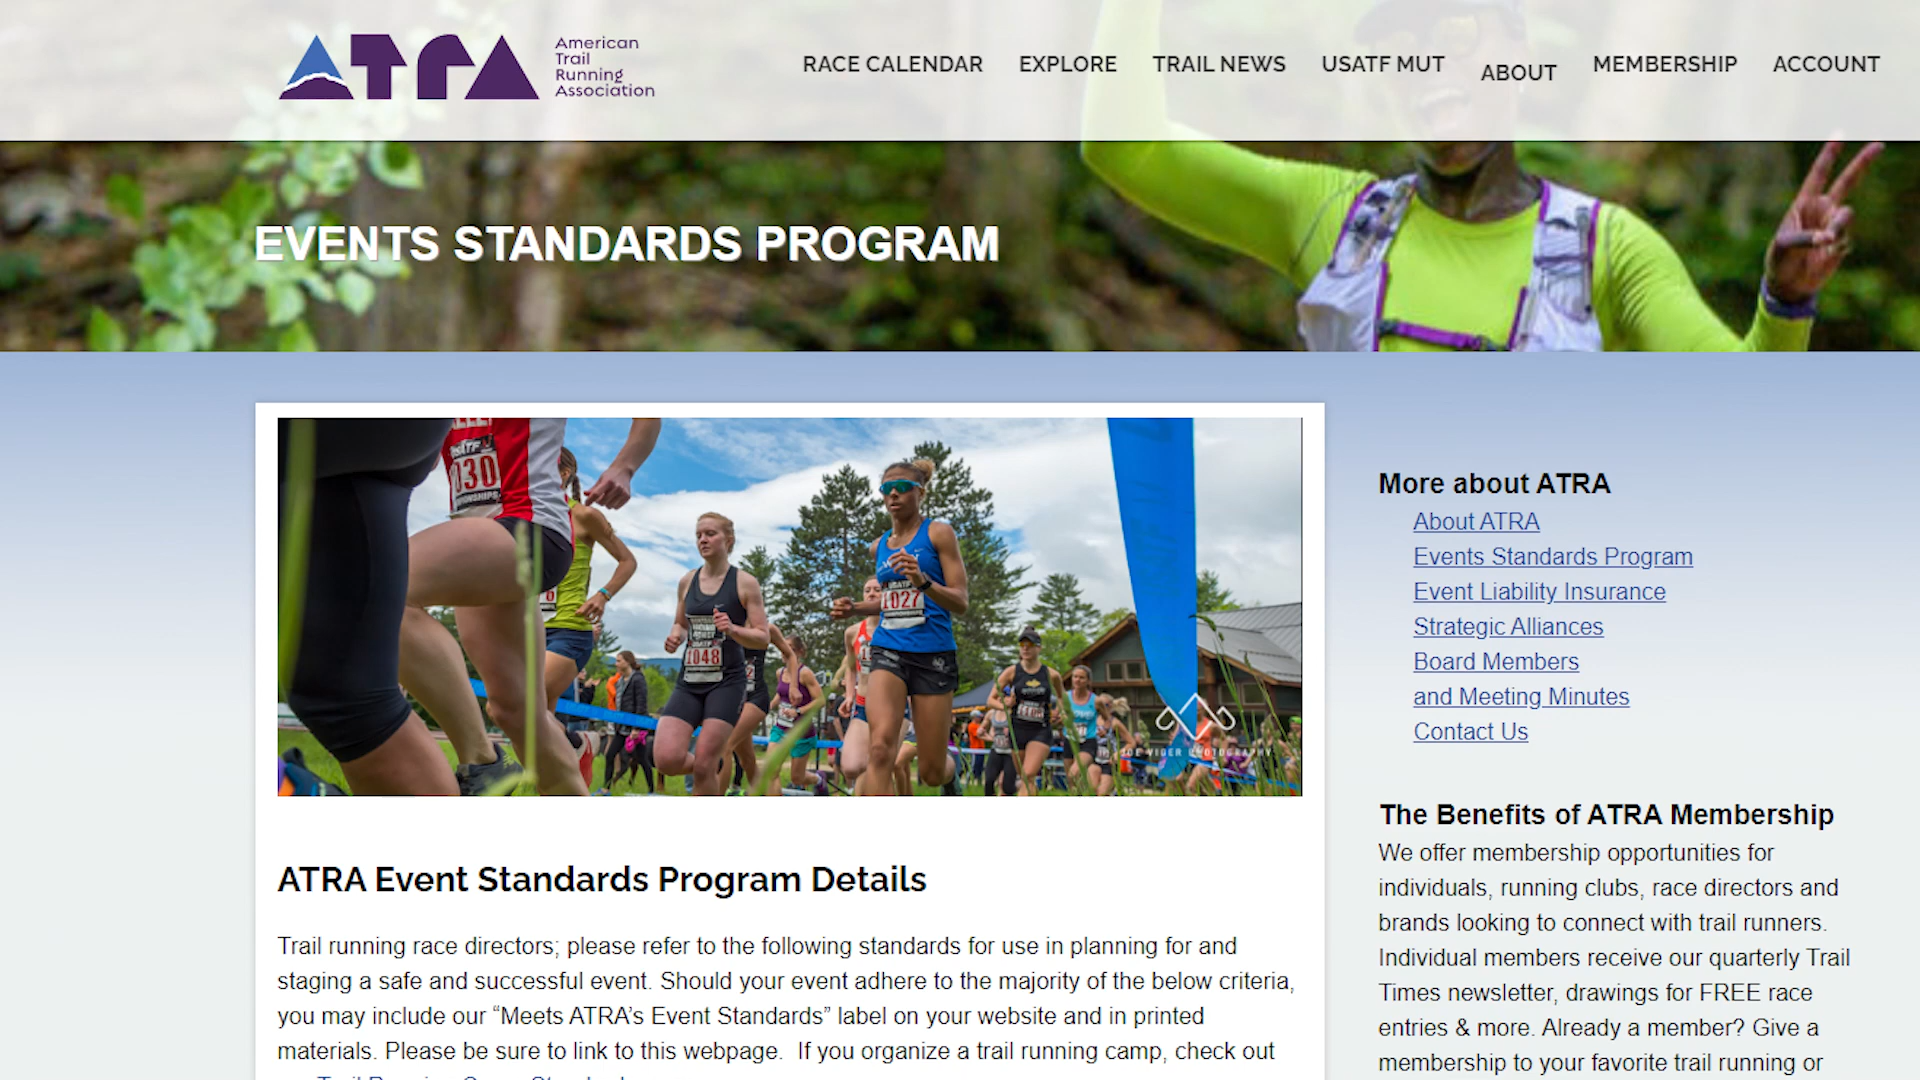 American
Trail
Running
Association
RACE CALENDAR EXPLORE TRAIL NEWS USATF MUT ABOUT MEMBERSHIP ACCOUNT
EVENTS STANDARDS PROGRAM
030
1048
1027
JOE VIGER PHOTOGRAPHY
ATRA Event Standards Program Details
Trail running race directors; please refer to the following standards for use in planning for and
staging a safe and successful event. Should your event adhere to the majority of the below criteria,
you may include our “Meets ATRA’s Event Standards” label on your website and in printed
materials. Please be sure to link to this webpage.  If you organize a trail running camp, check out
More about ATRA
About ATRA
Events Standards Program
Event Liability Insurance
Strategic Alliances
Board Members
and Meeting Minutes
Contact Us
The Benefits of ATRA Membership
We offer membership opportunities for
individuals, running clubs, race directors and
brands looking to connect with trail runners.
Individual members receive our quarterly Trail
Times newsletter, drawings for FREE race
entries & more. Already a member? Give a
membership to your favorite trail running or